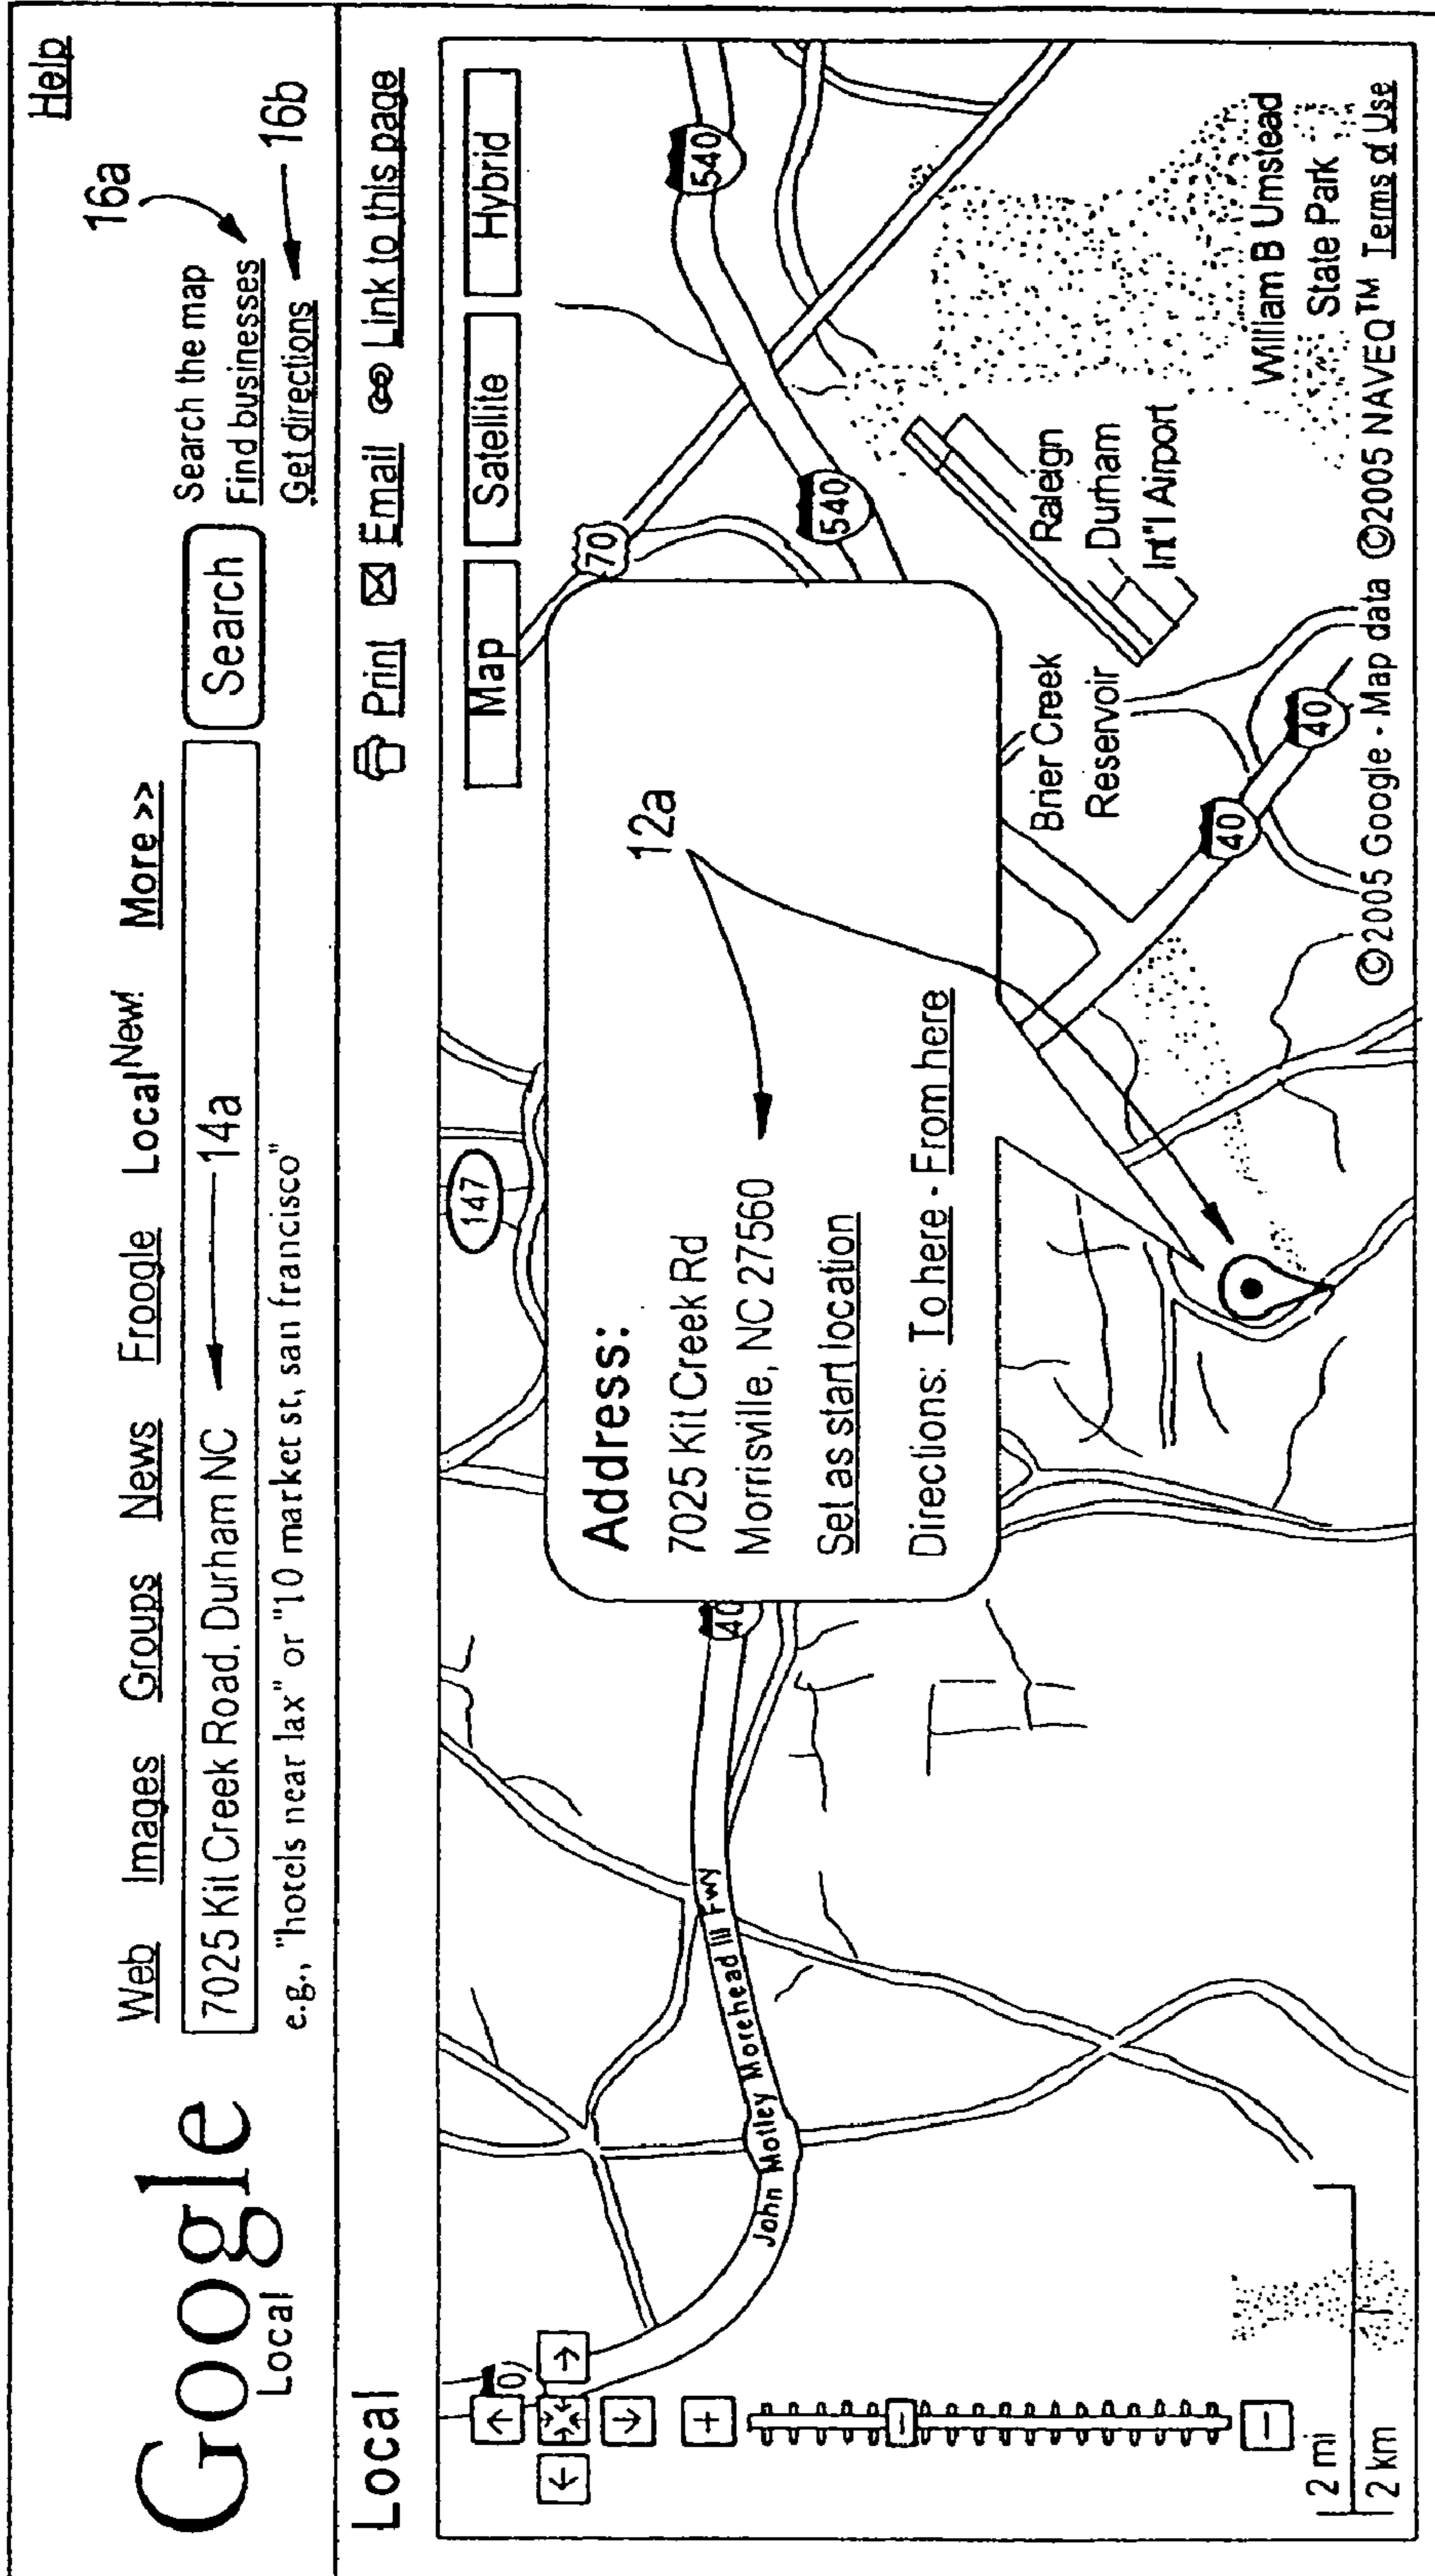 Help
Web Images Groups News Froogle Local New! More >>
16a
Google
Local
7025 Kit Creek Road. Durham NC
14a
Search
Search the map
Find businesses
Get directions
16b
e.g., "hotels near lax" or "10 market st, san francisco"
Local
Print Email Link to this page
Map Satellite Hybrid
147
70
540
540
12a
Address:
7025 Kit Creek Rd
Morrisville, NC 27560
Set as start location
Directions: To here - From here
40
John Motley Morehead III Fwy
Raleigh
Durham
Int"l Airport
Brier Creek
Reservoir
40
40
William B Umstead
State Park
2 mi
2 km
©2005 Google - Map data ©2005 NAVEQ™ Terms of Use